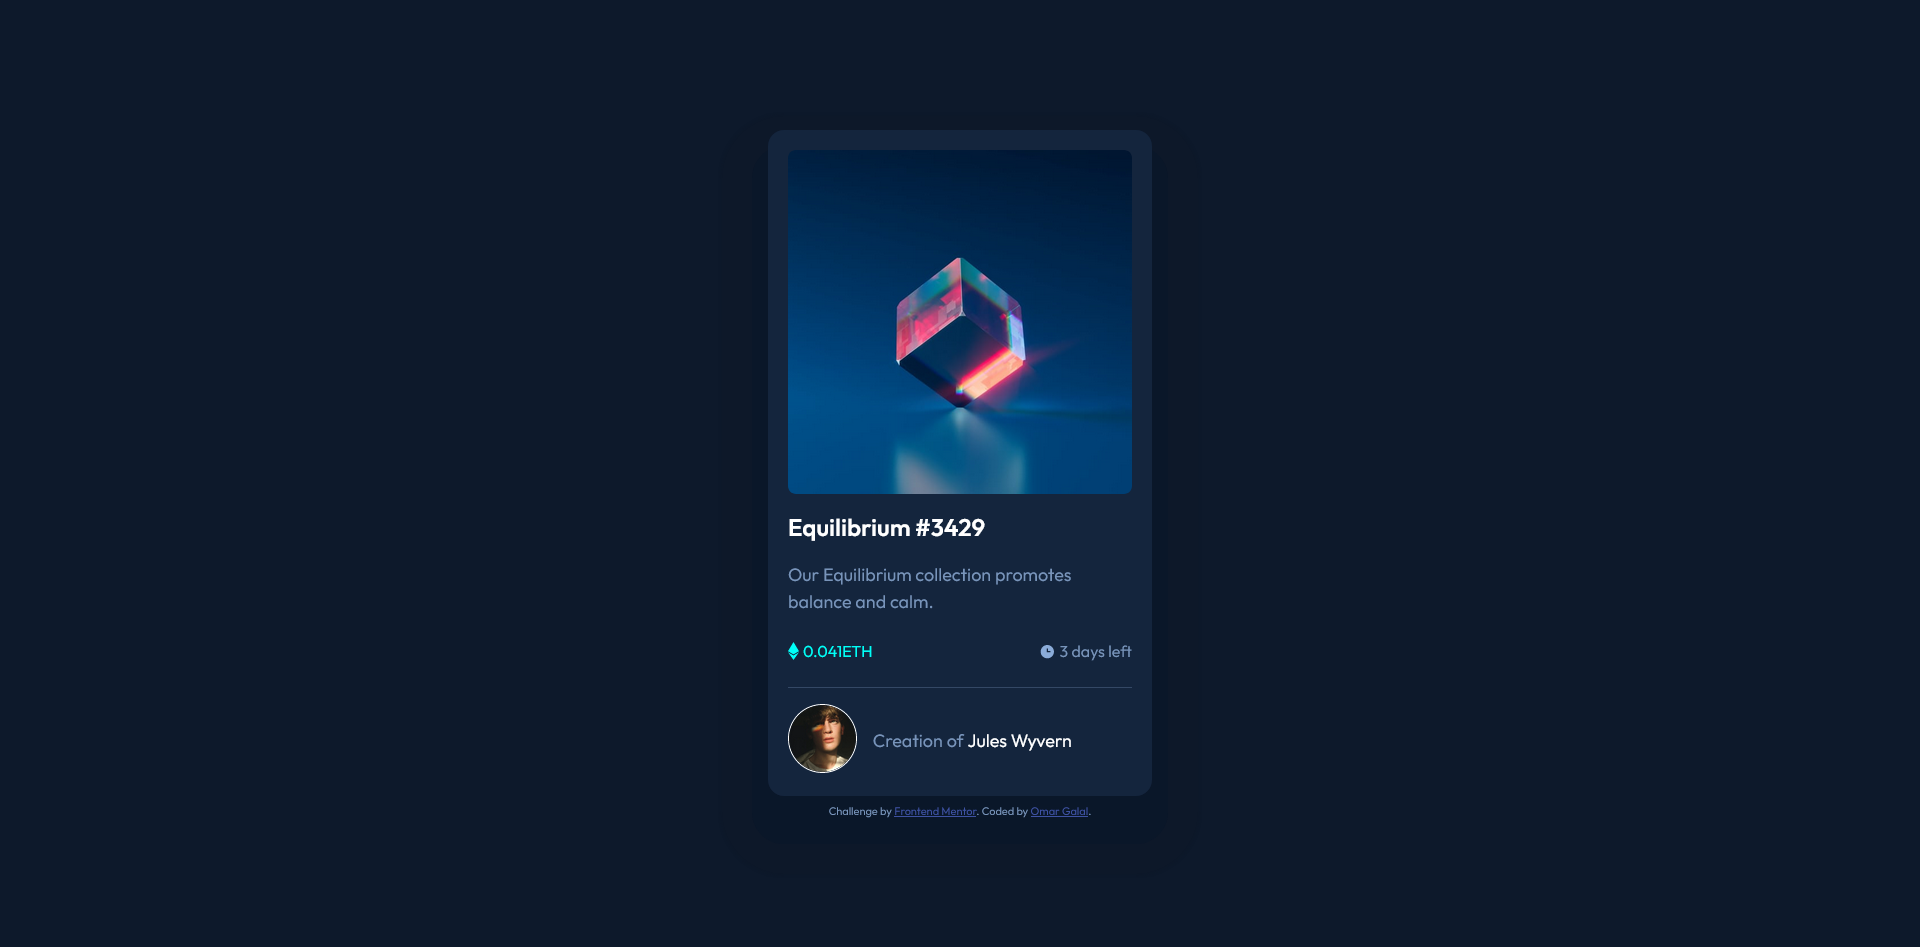 Equilibrium #3429
Our Equilibrium collection promotes
balance and calm.
0.041ETH
3 days left
Creation of Jules Wyvern
Challenge by Frontend Mentor. Coded by Omar Galal.